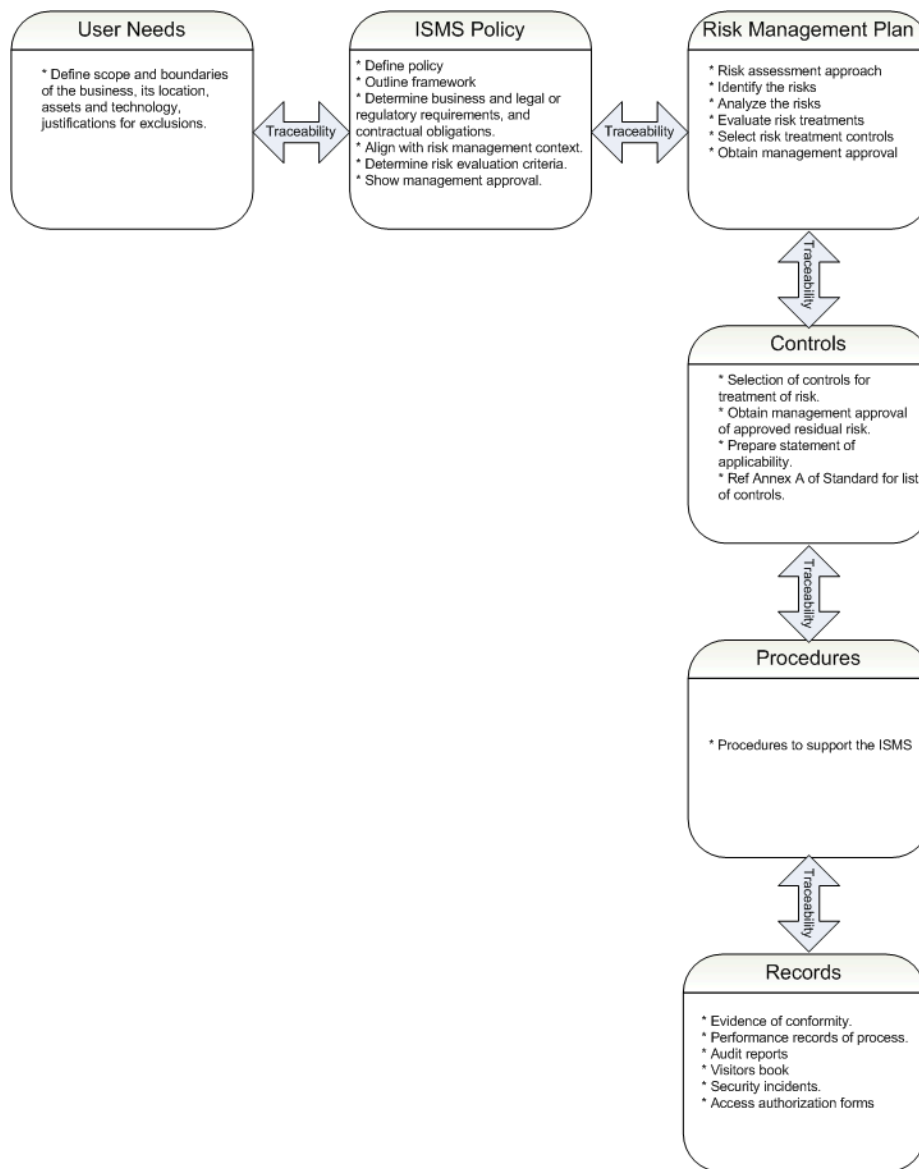 User Needs
* Define scope and boundaries
of the business, its location,
assets and technology,
justifications for exclusions.
Traceability
ISMS Policy
* Define policy
* Outline framework
* Determine business and legal or
regulatory requirements, and
contractual obligations.
* Align with risk management context.
* Determine risk evaluation criteria.
* Show management approval.
Traceability
Risk Management Plan
* Risk assessment approach
* Identify the risks
* Analyze the risks
* Evaluate risk treatments
* Select risk treatment controls
* Obtain management approval
Traceability
Controls
* Selection of controls for
treatment of risk.
* Obtain management approval
of approved residual risk.
* Prepare statement of
applicability.
* Ref Annex A of Standard for list
of controls.
Traceability
Procedures
* Procedures to support the ISMS
Traceability
Records
* Evidence of conformity.
* Performance records of process.
* Audit reports
* Visitors book
* Security incidents.
* Access authorization forms